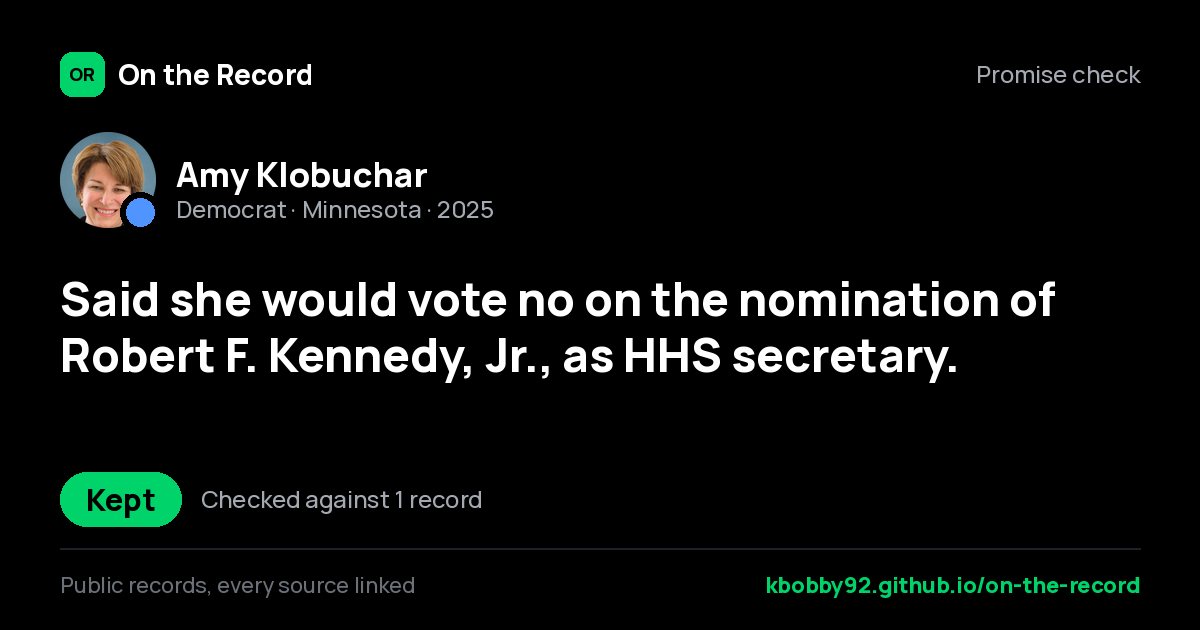 OR On the Record
Promise check
Amy Klobuchar
Democrat · Minnesota · 2025
Said she would vote no on the nomination of
Robert F. Kennedy, Jr., as HHS secretary.
Kept
Checked against 1 record
Public records, every source linked
kbobby92.github.io/on-the-record